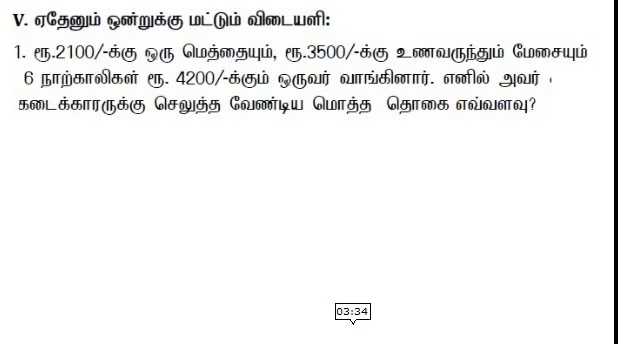 V. ஏதேனும் ஒன்றுக்கு மட்டும் விடையளி:
1. ரூ.2100/-க்கு ஒரு மெத்தையும், ரூ.3500/-க்கு உணவருந்தும் மேசையும்
6 நாற்காலிகள் ரூ. 4200/-க்கும் ஒருவர் வாங்கினார். எனில் அவர்
கடைக்காரருக்கு செலுத்த வேண்டிய மொத்த தொகை எவ்வளவு?
03:34